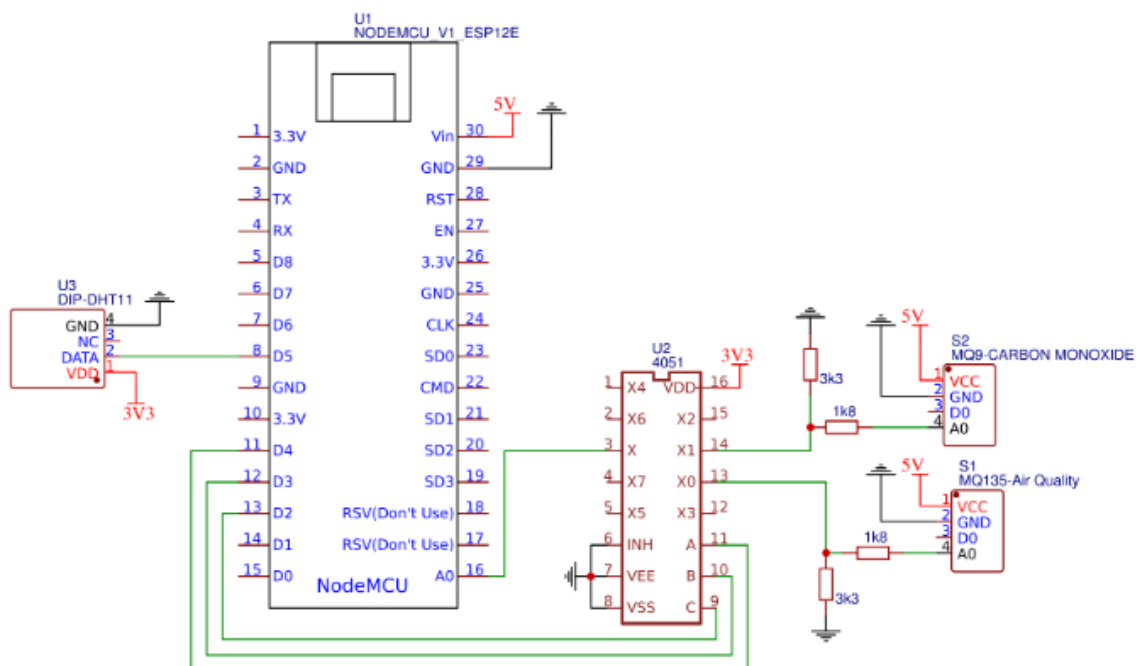 U1
NODEMCU_V1_ESP12E
1 3.3V
2 GND
3 TX
4 RX
5 D8
6 D7
7 D6
8 D5
9 GND
10 3.3V
11 D4
12 D3
13 D2
14 D1
15 D0
Vin 30
GND 29
RST 28
EN 27
3.3V 26
GND 25
CLK 24
SD0 23
CMD 22
SD1 21
SD2 20
SD3 19
RSV(Don't Use) 18
RSV(Don't Use) 17
A0 16
NodeMCU
5V
U3
DIP-DHT11
GND 4
NC 3
DATA 2
VDD 1
3V3
U2
4051
1 X4
2 X6
3 X
4 X7
5 X5
6 INH
7 VEE
8 VSS
VDD 16
X2 15
X1 14
X0 13
X3 12
A 11
B 10
C 9
3V3
3k3
1k8
5V
S2
MQ9-CARBON MONOXIDE
1 VCC
2 GND
3 D0
4 A0
5V
S1
MQ135-Air Quality
1 VCC
2 GND
3 D0
4 A0
1k8
3k3